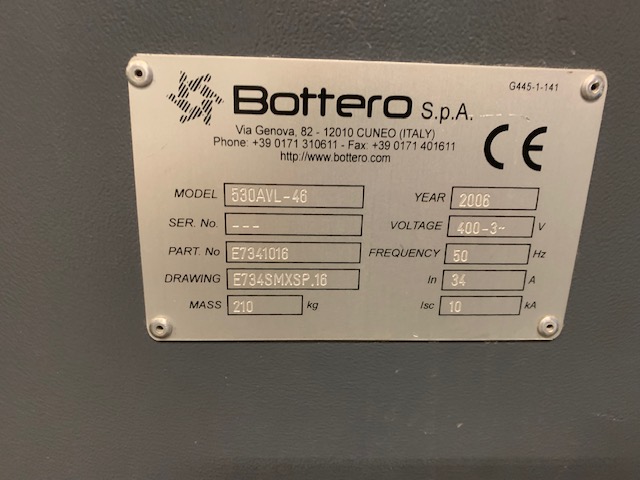 G445-1-141
Bottero S.p.A.
Via Genova, 82 - 12010 CUNEO (ITALY)
Phone: +39 0171 310611 - Fax: +39 0171 401611
http://www.bottero.com
CE
MODEL 530AVL-46 YEAR 2006
SER. No. --- VOLTAGE 400-3~ V
PART. No E7341016 FREQUENCY 50 Hz
DRAWING E734SMXSP.16 In 34 A
MASS 210 kg Isc 10 kA